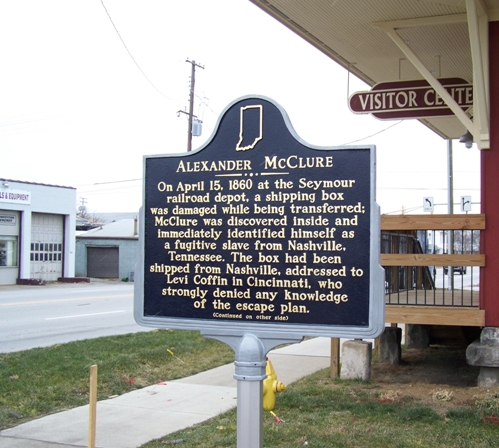 VISITOR CENTE
LS & EQUIPMENT
ALEXANDER MCCLURE
On April 15, 1860 at the Seymour
railroad depot, a shipping box
was damaged while being transferred;
McClure was discovered inside and
immediately identified himself as
a fugitive slave from Nashville,
Tennessee. The box had been
shipped from Nashville, addressed to
Levi Coffin in Cincinnati, who
strongly denied any knowledge
of the escape plan.
(Continued on other side)